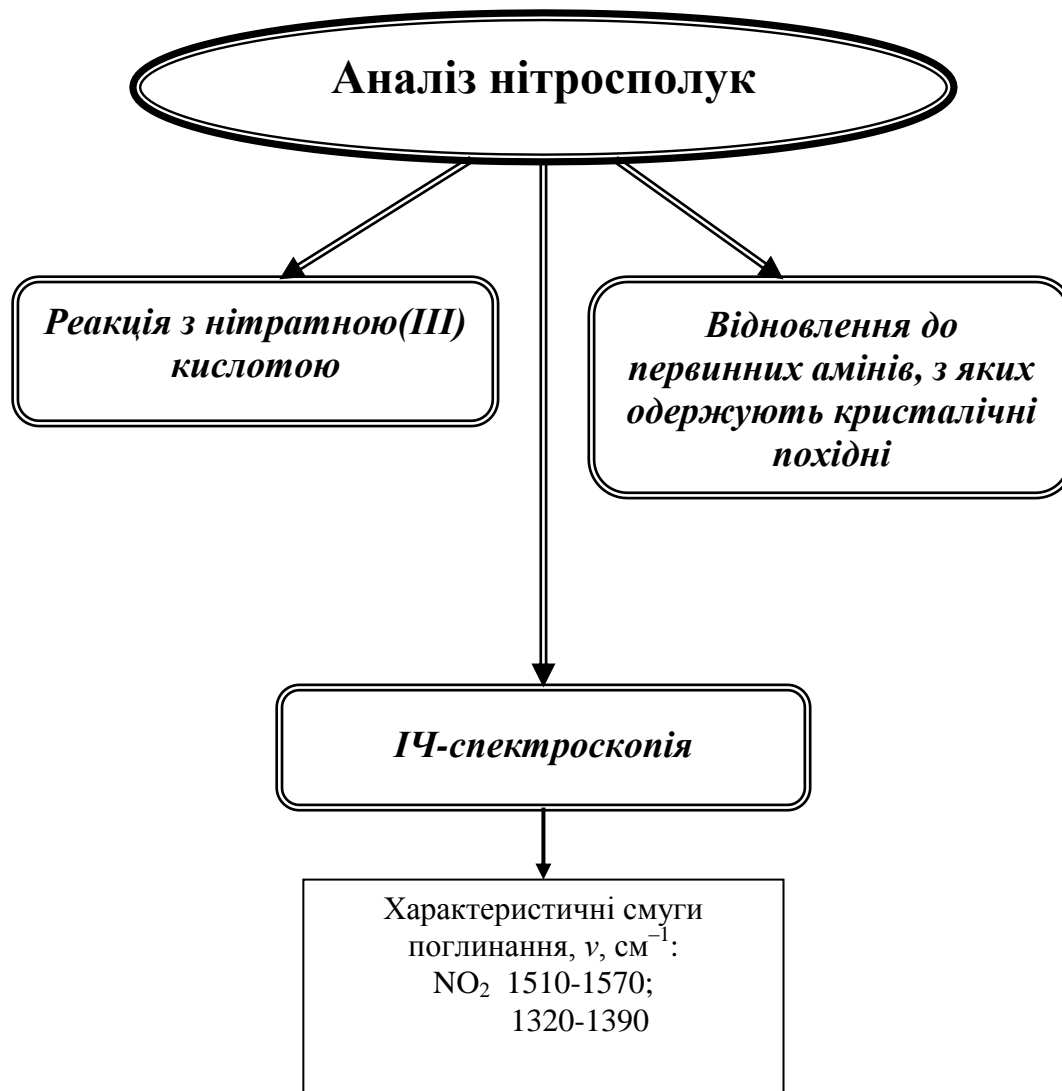 Аналіз нітросполук
Реакція з нітратною(ІІІ)
кислотою
Відновлення до
первинних амінів, з яких
одержують кристалічні
похідні
ІЧ-спектроскопія
Характеристичні смуги
поглинання, ν, см⁻¹:
NO₂ 1510-1570;
1320-1390